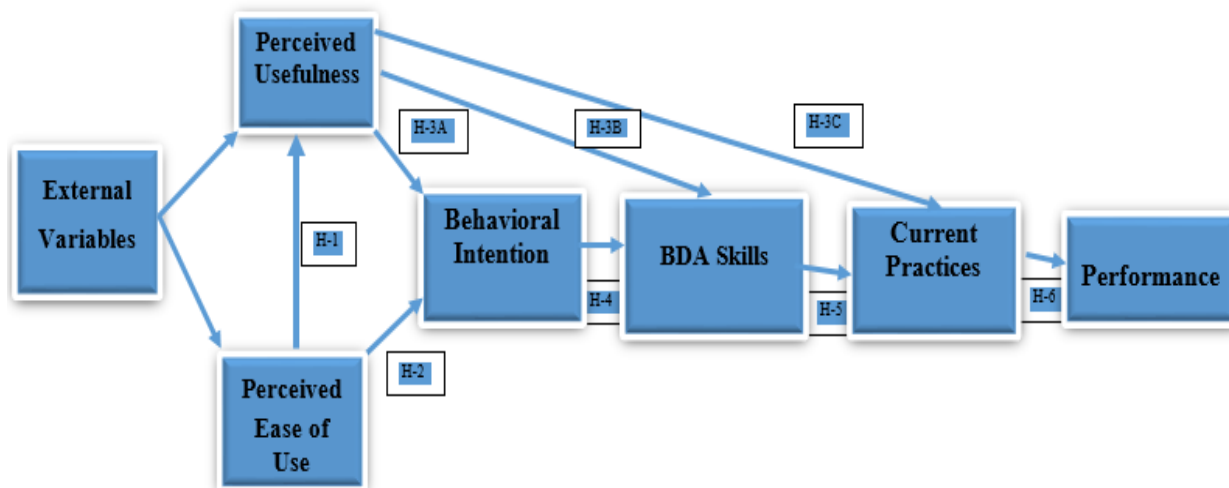 Perceived
Usefulness
H-3A
H-3B
H-3C
External
Variables
H-1
Behavioral
Intention
BDA Skills
Current
Practices
Performance
H-4
H-5
H-6
H-2
Perceived
Ease of
Use